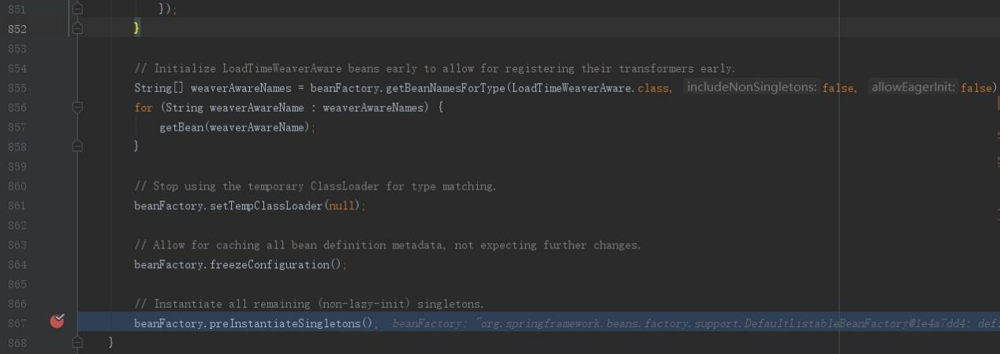 851 });
852 }
853
854 // Initialize LoadTimeWeaverAware beans early to allow for registering their transformers early.
855 String[] weaverAwareNames = beanFactory.getBeanNamesForType(LoadTimeWeaverAware.class, includeNonSingletons: false, allowEagerInit: false)
856 for (String weaverAwareName : weaverAwareNames) {
857 getBean(weaverAwareName);
858 }
859
860 // Stop using the temporary ClassLoader for type matching.
861 beanFactory.setTempClassLoader(null);
862
863 // Allow for caching all bean definition metadata, not expecting further changes.
864 beanFactory.freezeConfiguration();
865
866 // Instantiate all remaining (non-lazy-init) singletons.
867 beanFactory.preInstantiateSingletons(); beanFactory: "org.springframework.beans.factory.support.DefaultListableBeanFactory@1e4a7dd4: defi
868 }